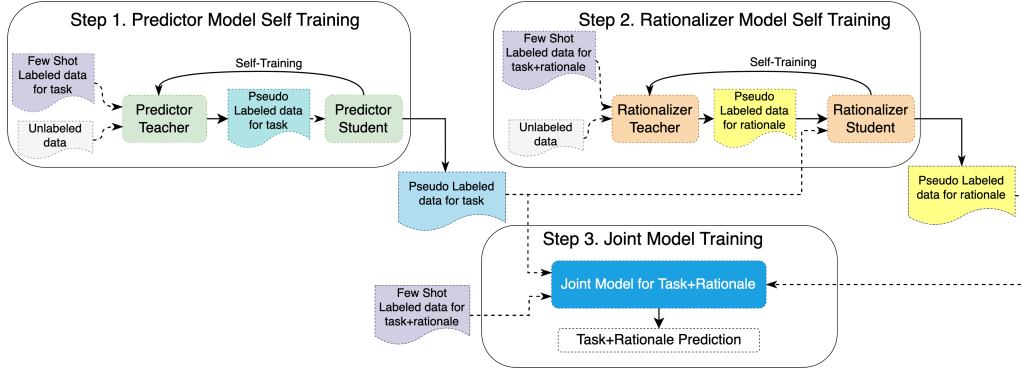 Step 1. Predictor Model Self Training
Few Shot
Labeled data
for task
Self-Training
Predictor
Teacher
Pseudo
Labeled data
for task
Predictor
Student
Unlabeled
data
Pseudo Labeled
data for task
Step 2. Rationalizer Model Self Training
Few Shot
Labeled data for
task+rationale
Self-Training
Rationalizer
Teacher
Pseudo
Labeled data
for rationale
Rationalizer
Student
Unlabeled
data
Pseudo Labeled
data for rationale
Step 3. Joint Model Training
Joint Model for Task+Rationale
Few Shot
Labeled data for
task+rationale
Task+Rationale Prediction